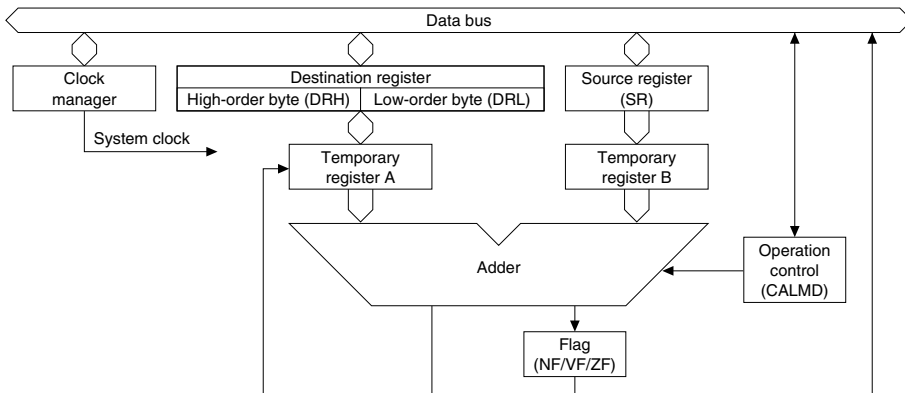 Data bus
Clock
manager
Destination register
High-order byte (DRH)
Low-order byte (DRL)
Source register
(SR)
System clock
Temporary
register A
Temporary
register B
Adder
Operation
control
(CALMD)
Flag
(NF/VF/ZF)